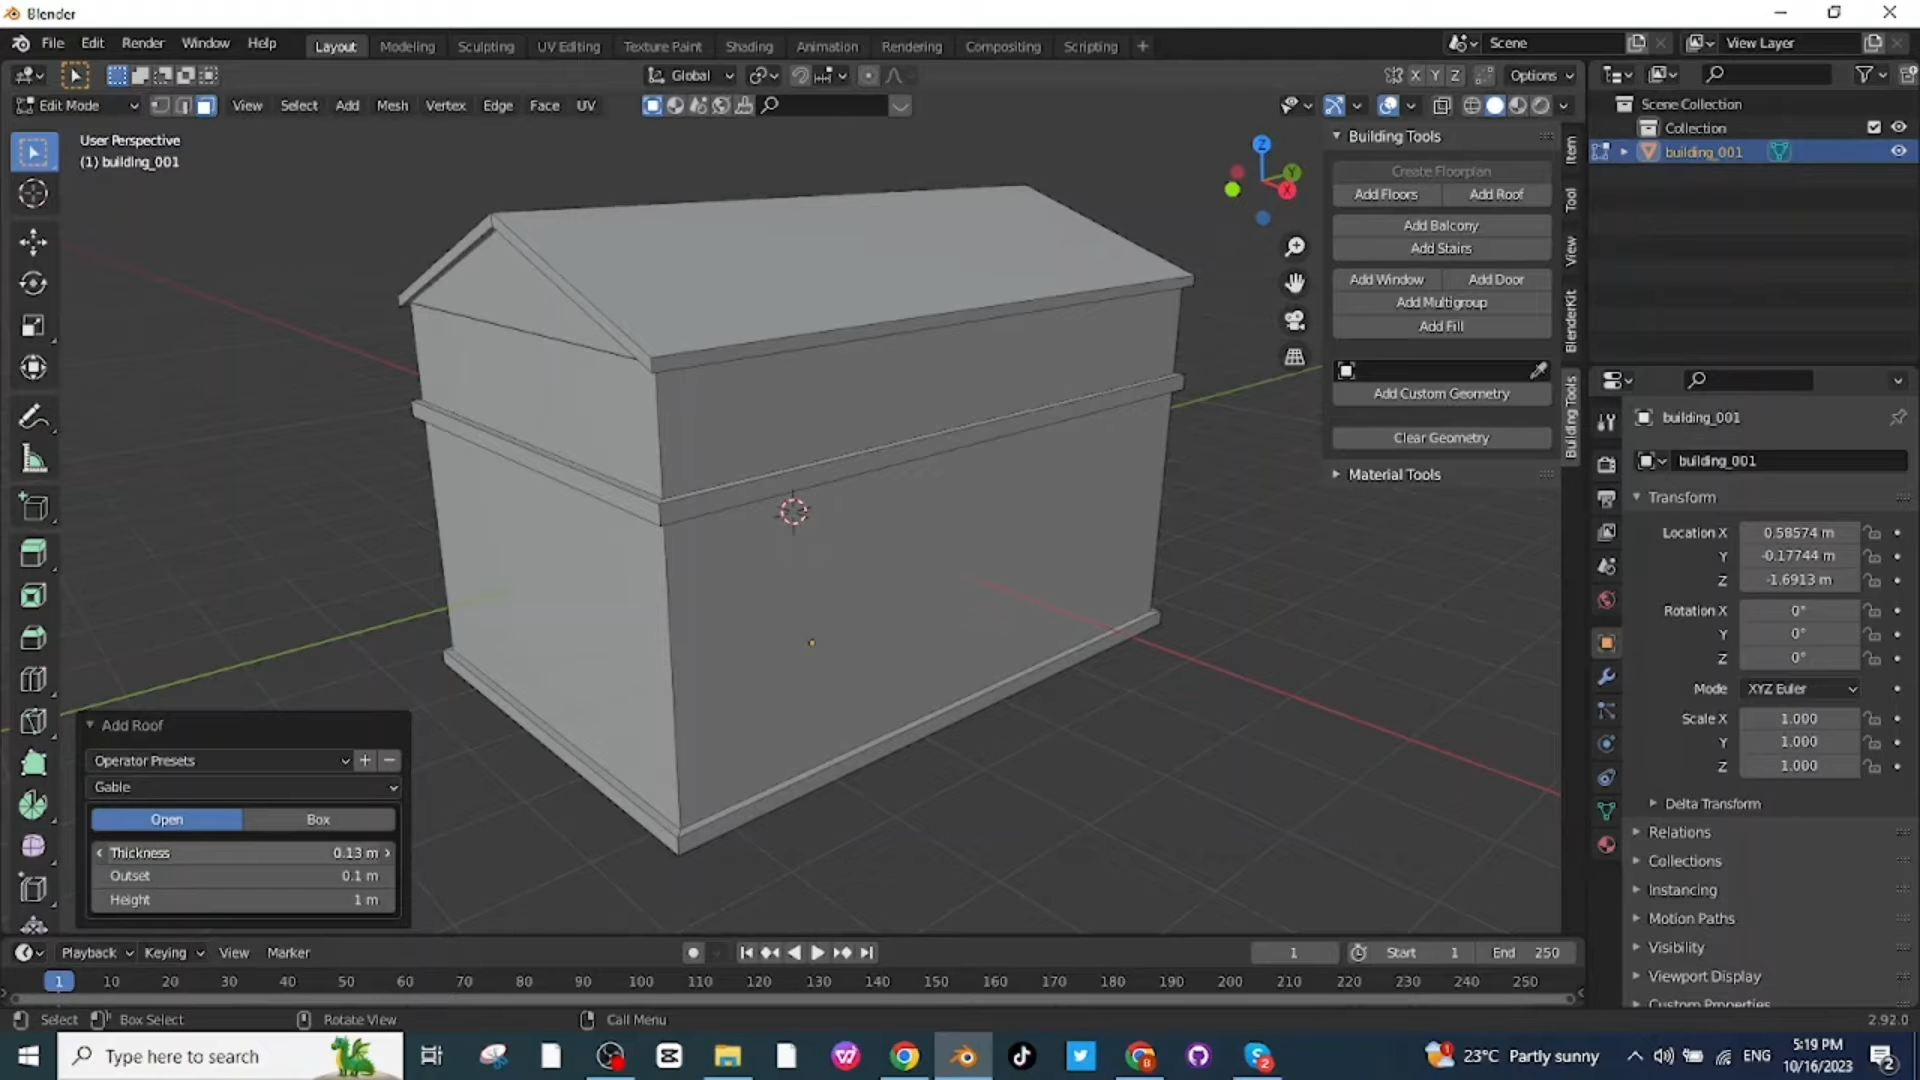 Blender
File Edit Render Window Help Layout Modeling Sculpting UV Editing Texture Paint Shading Animation Rendering Compositing Scripting + Scene View Layer
Global X Y Z Options
Edit Mode View Select Add Mesh Vertex Edge Face UV
User Perspective
(1) building_001
Z
Y
X
Building Tools
Create Floorplan
Add Floors Add Roof
Add Balcony
Add Stairs
Add Window Add Door
Add Multigroup
Add Fill
Add Custom Geometry
Clear Geometry
Material Tools
Item
Tool
View
BlenderKit
Building Tools
Scene Collection
Collection
building_001
building_001
building_001
Transform
Location X 0.58574 m
Y -0.17744 m
Z -1.6913 m
Rotation X 0°
Y 0°
Z 0°
Mode XYZ Euler
Scale X 1.000
Y 1.000
Z 1.000
Delta Transform
Relations
Collections
Instancing
Motion Paths
Visibility
Viewport Display
Custom Properties
Add Roof
Operator Presets + −
Gable
Open Box
Thickness 0.13 m
Outset 0.1 m
Height 1 m
Playback Keying View Marker 1 Start 1 End 250
1 10 20 30 40 50 60 70 80 90 100 110 120 130 140 150 160 170 180 190 200 210 220 230 240 250
Select Box Select Rotate View Call Menu 2.92.0
Type here to search 23°C Partly sunny ENG 5:19 PM
10/16/2023 2